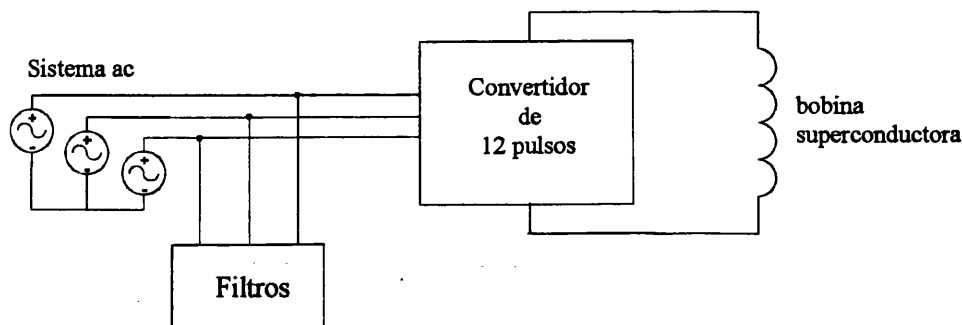 Sistema ac
Convertidor
de
12 pulsos
bobina
superconductora
Filtros